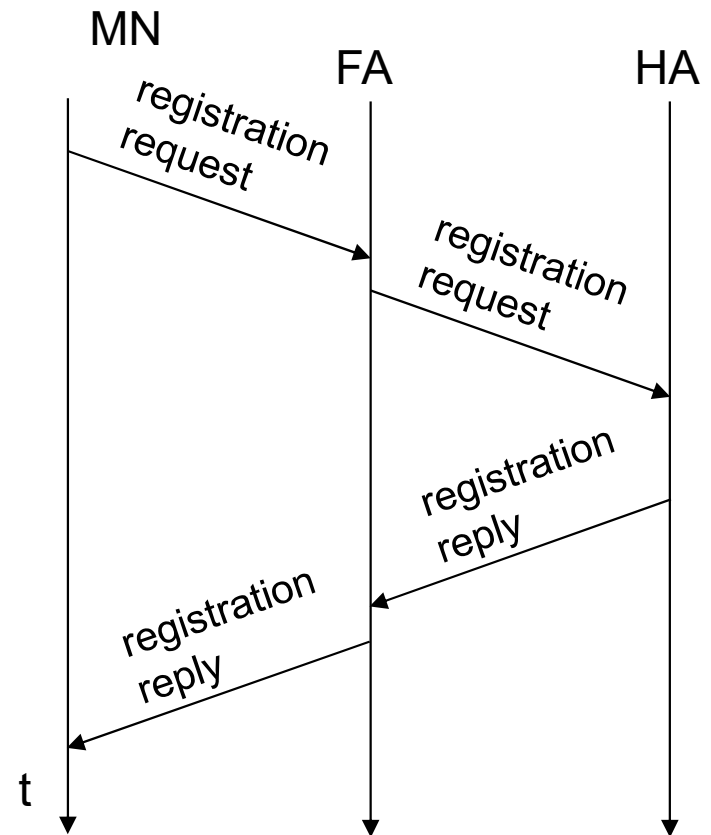 MN
FA
HA
registration
request
registration
request
registration
reply
registration
reply
t